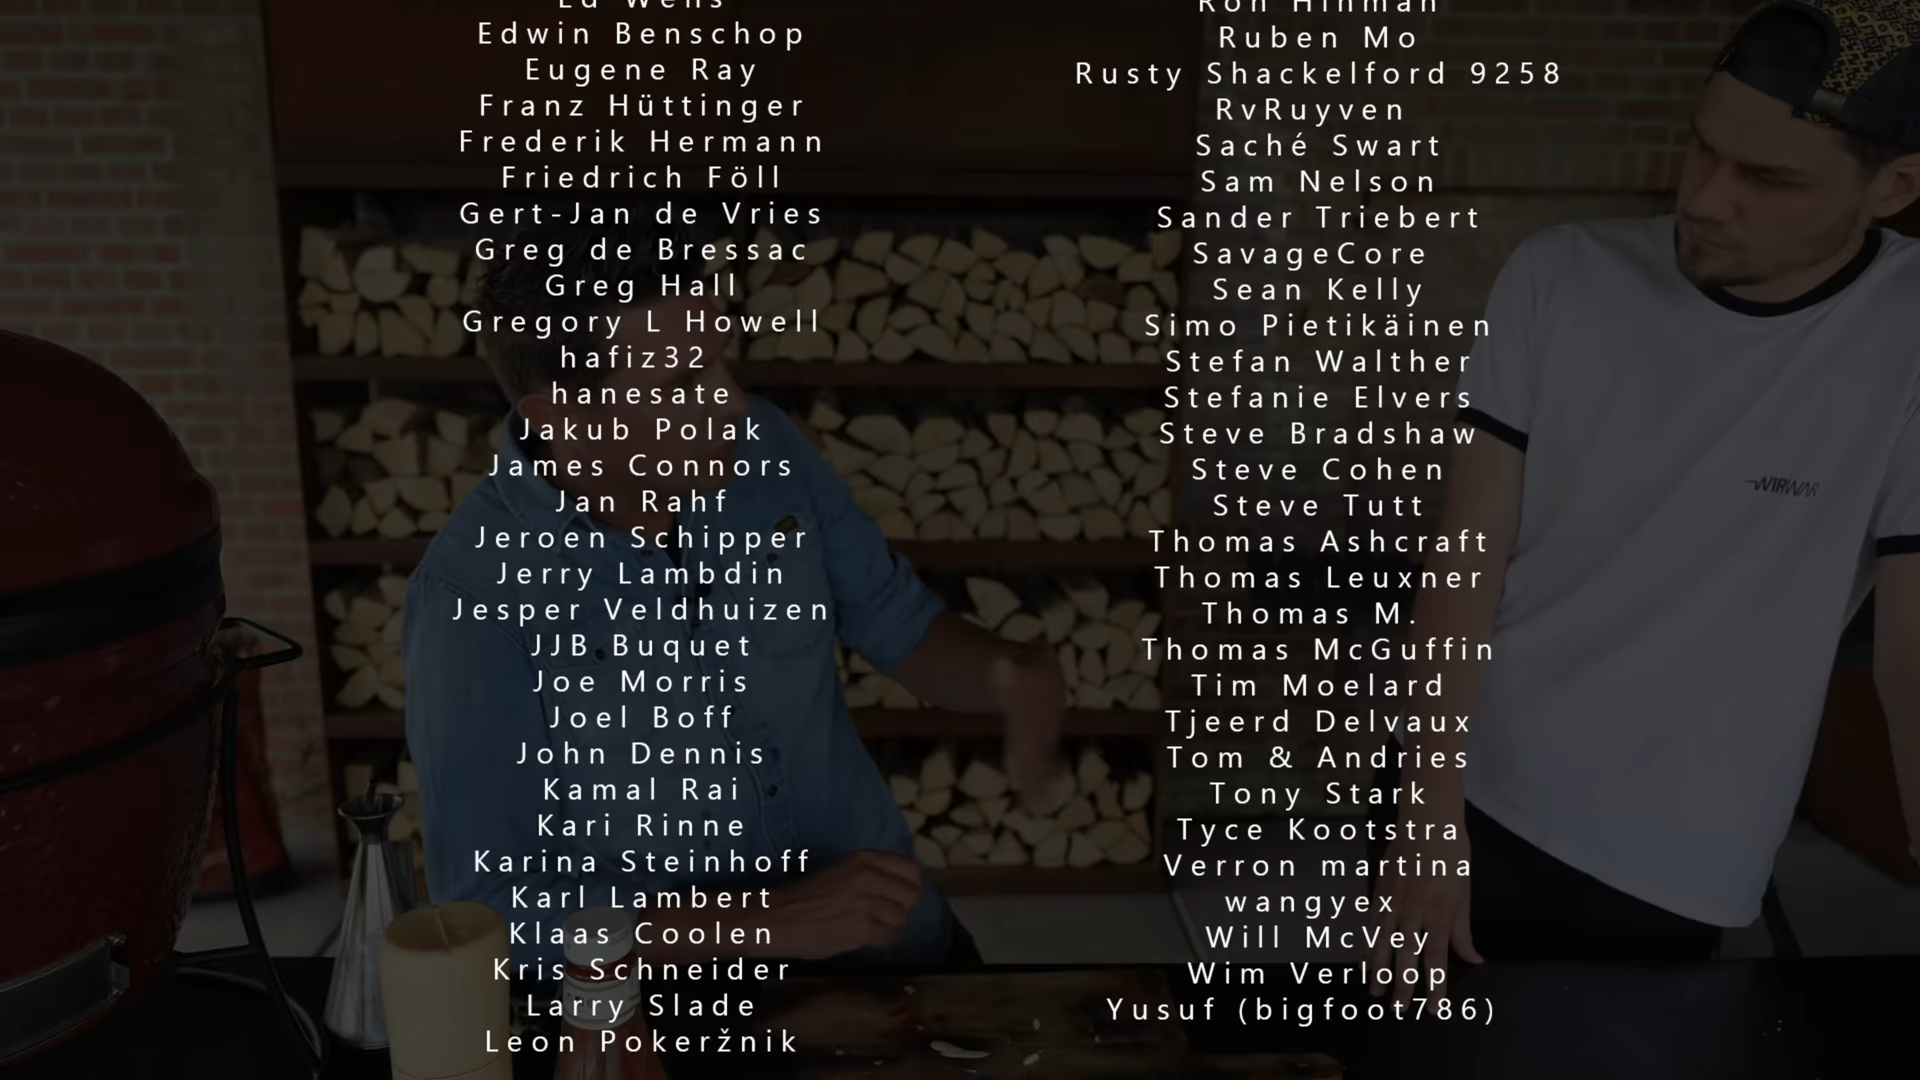 Ed Wens
Edwin Benschop
Eugene Ray
Franz Hüttinger
Frederik Hermann
Friedrich Föll
Gert-Jan de Vries
Greg de Bressac
Greg Hall
Gregory L Howell
hafiz32
hanesate
Jakub Polak
James Connors
Jan Rahf
Jeroen Schipper
Jerry Lambdin
Jesper Veldhuizen
JJB Buquet
Joe Morris
Joel Boff
John Dennis
Kamal Rai
Kari Rinne
Karina Steinhoff
Karl Lambert
Klaas Coolen
Kris Schneider
Larry Slade
Leon Pokeržnik
Ron Hinman
Ruben Mo
Rusty Shackelford 9258
RvRuyven
Saché Swart
Sam Nelson
Sander Triebert
SavageCore
Sean Kelly
Simo Pietikäinen
Stefan Walther
Stefanie Elvers
Steve Bradshaw
Steve Cohen
Steve Tutt
Thomas Ashcraft
Thomas Leuxner
Thomas M.
Thomas McGuffin
Tim Moelard
Tjeerd Delvaux
Tom & Andries
Tony Stark
Tyce Kootstra
Verron martina
wangyex
Will McVey
Wim Verloop
Yusuf (bigfoot786)
WIRWAR